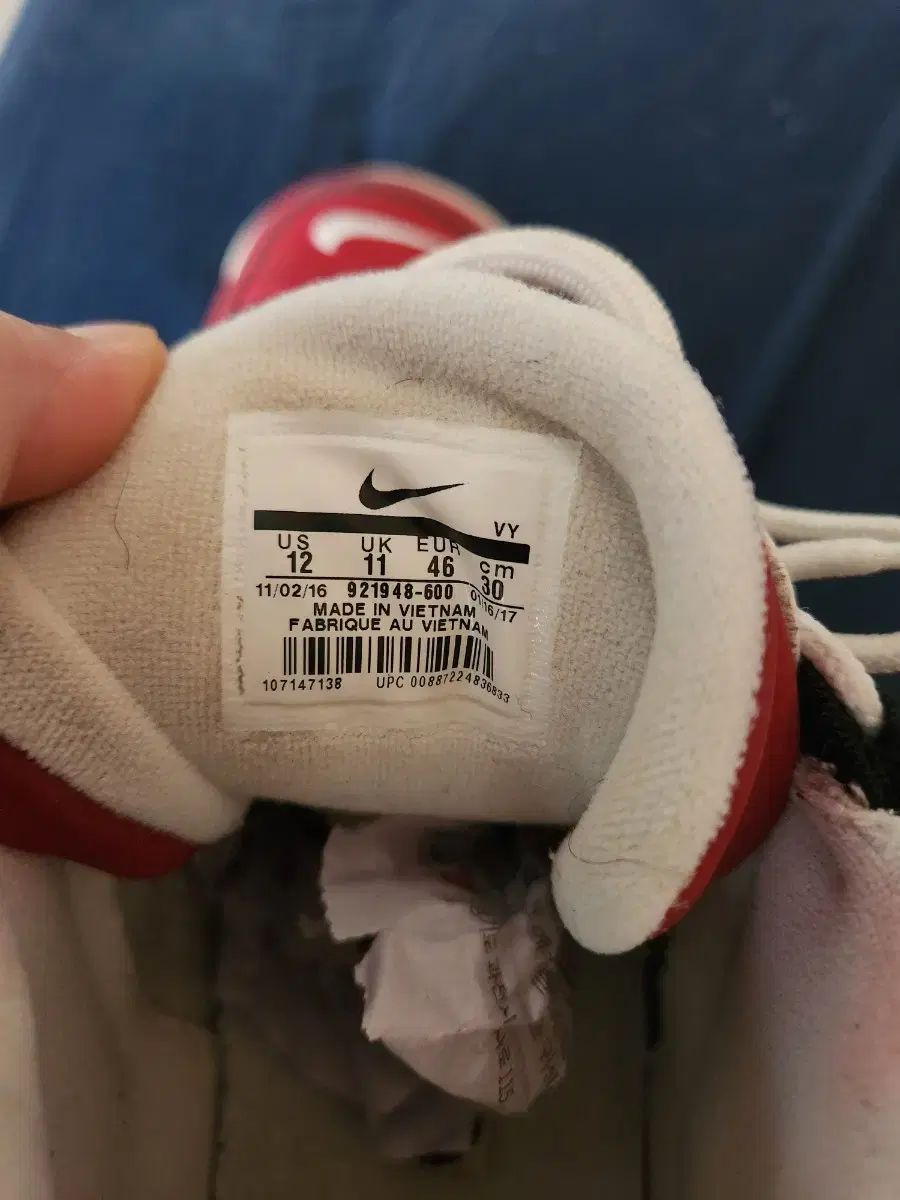 VY
US UK EUR cm
12 11 46 30
11/02/16 921948-600 01/16/17
MADE IN VIETNAM
FABRIQUE AU VIETNAM
107147138 UPC 00887224836833